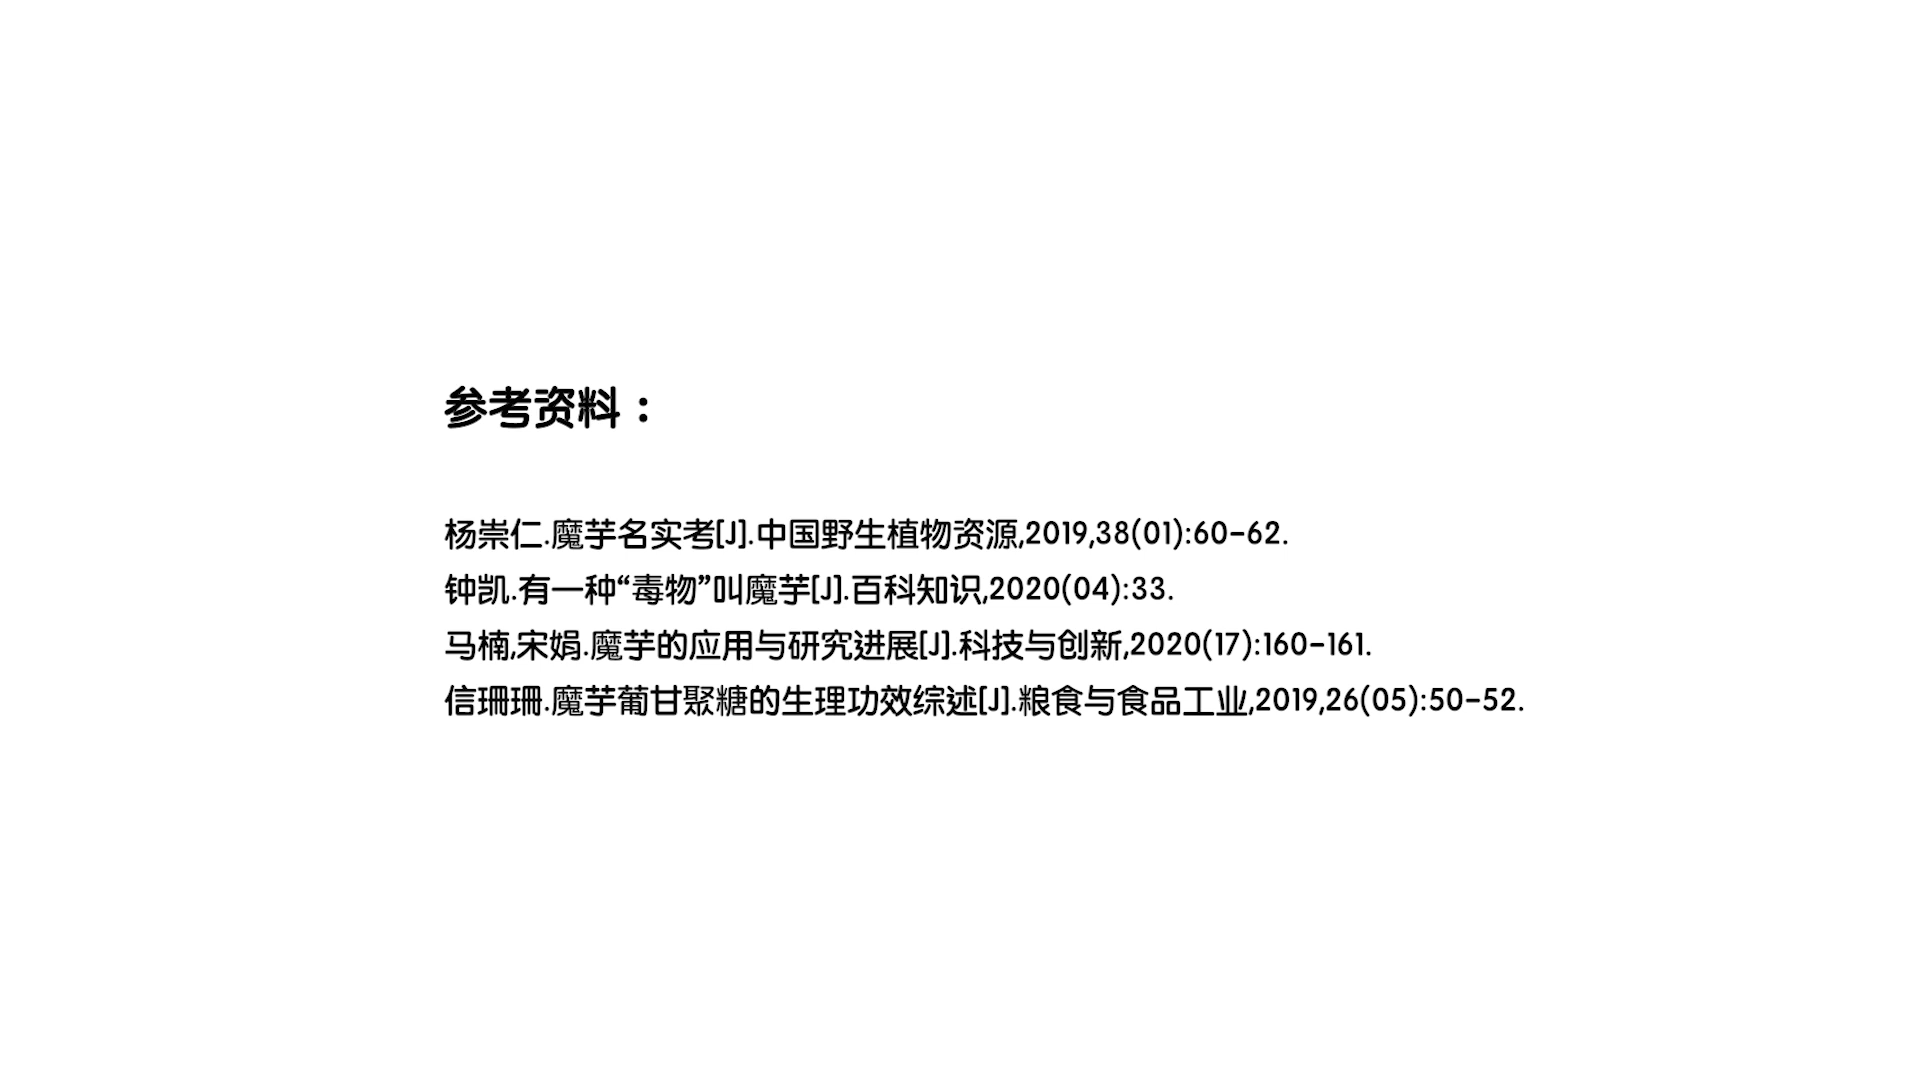 参考资料：
杨崇仁.魔芋名实考[J].中国野生植物资源,2019,38(01):60-62.
钟凯.有一种“毒物”叫魔芋[J].百科知识,2020(04):33.
马楠,宋娟.魔芋的应用与研究进展[J].科技与创新,2020(17):160-161.
信珊珊.魔芋葡甘聚糖的生理功效综述[J].粮食与食品工业,2019,26(05):50-52.